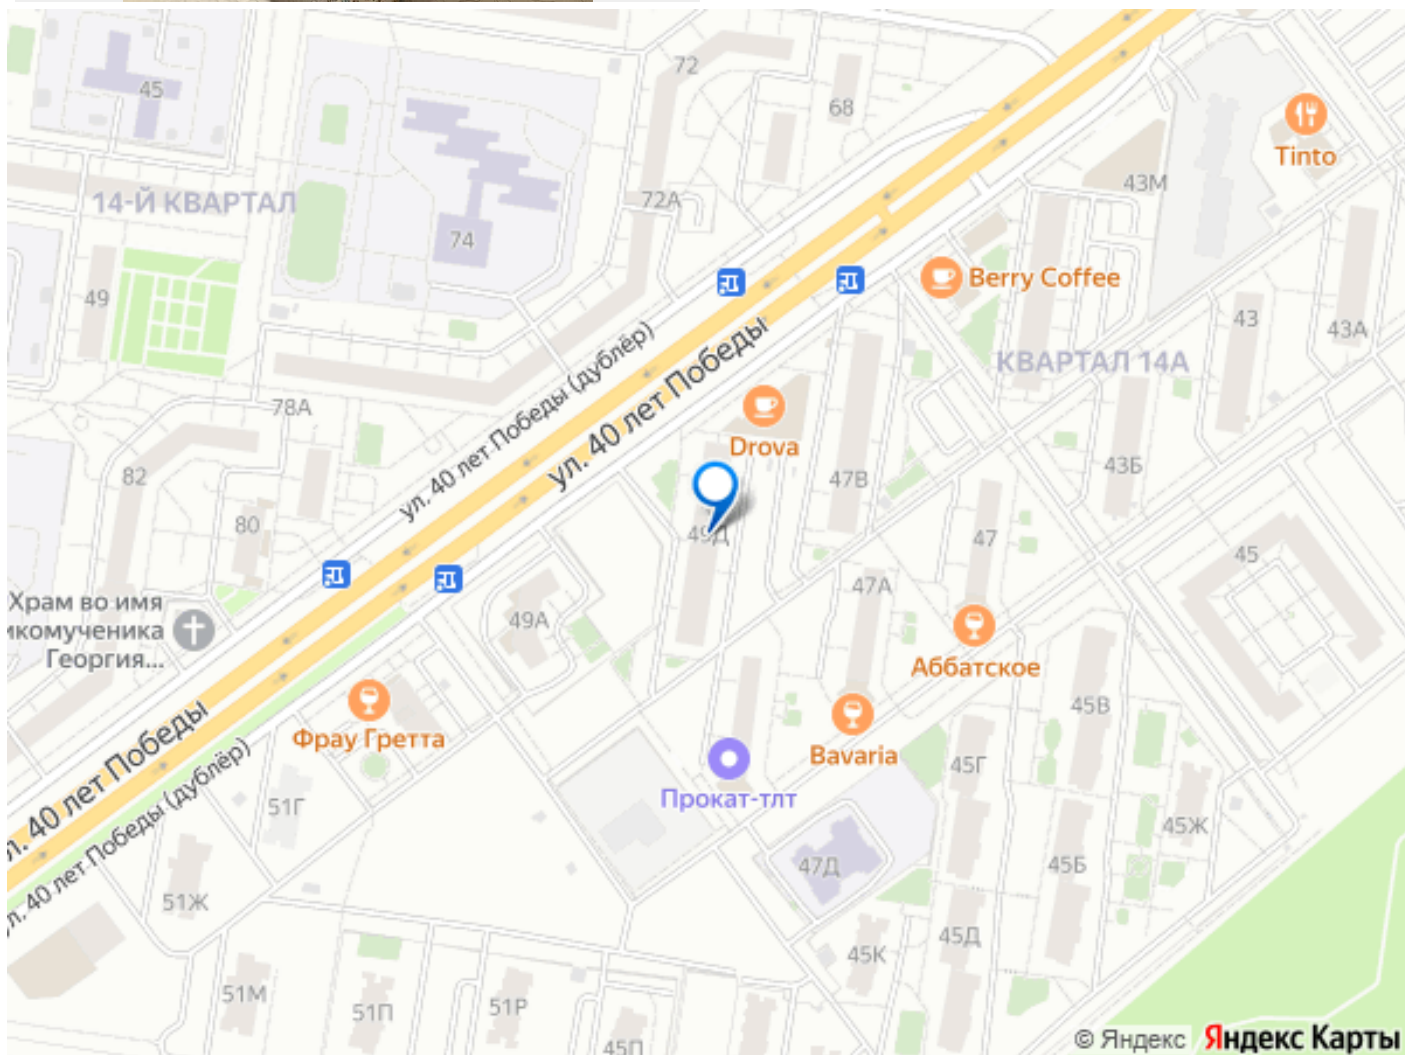 45
72
68
Tinto
43М
14-Й КВАРТАЛ
72А
74
Berry Coffee
49
43
43А
КВАРТАЛ 14А
ул. 40 лет Победы (дублёр)
ул. 40 лет Победы
78А
Drova
82
47В
43Б
80
49Д
47
45
Храм во имя
икомученика
Георгия...
49А
47А
Аббатское
45В
Фрау Гретта
Bavaria
45Г
л. 40 лет Победы
ул. 40 лет Победы (дублёр)
Прокат-тлт
51Г
45Ж
47Д
45Б
51Ж
45Д
45К
51М
51П
51Р
45П
© Яндекс Яндекс Карты